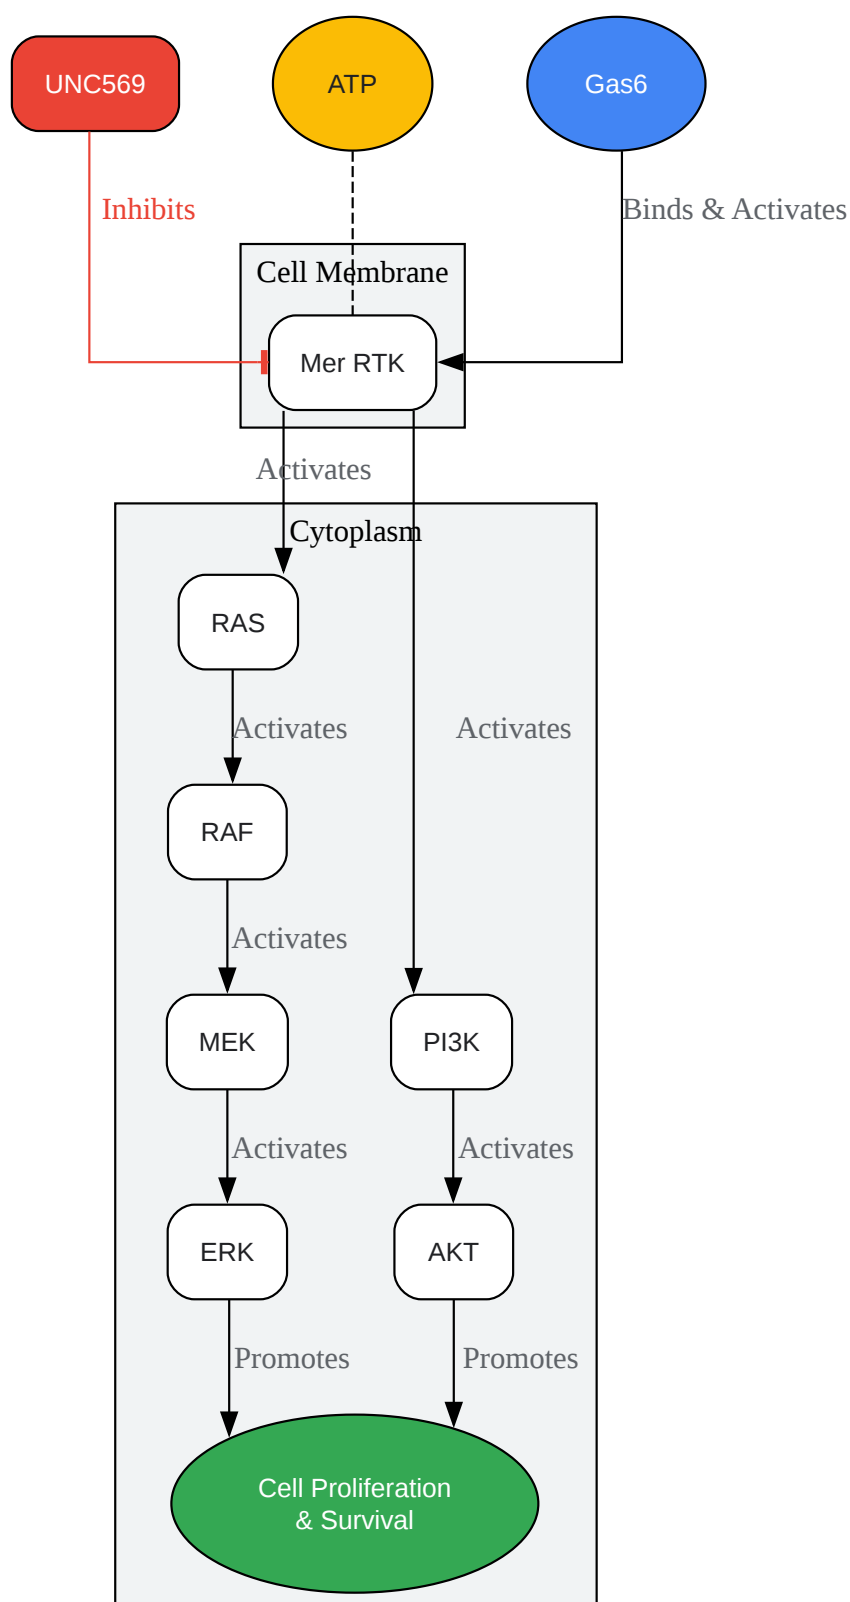 UNC569
ATP
Gas6
Inhibits
Binds & Activates
Cell Membrane
Mer RTK
Activates
Cytoplasm
RAS
Activates
Activates
RAF
Activates
MEK
PI3K
Activates
Activates
ERK
AKT
Promotes
Promotes
Cell Proliferation
& Survival